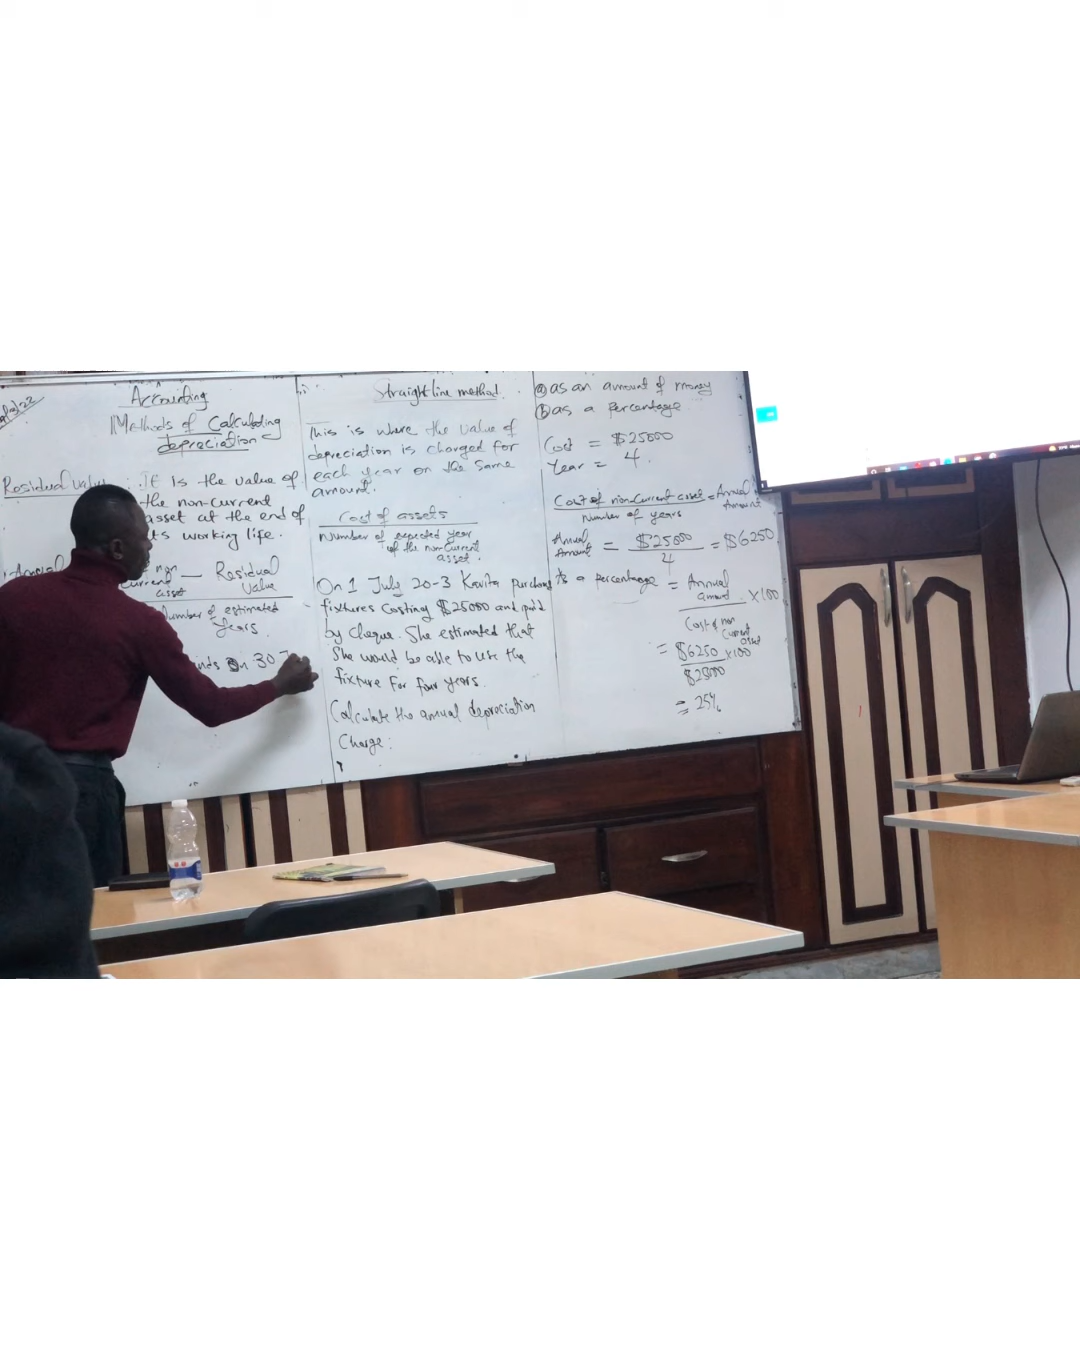 Accounting
Methods of Calculating
depreciation
Residual value : It is the value of
the non-current
asset at the end of
its working life.
Annual
non
Current
asset
— Residual
Value
Number of estimated
Years.
on 30
Straight line method.
This is where the value of
depreciation is charged for
each year on the same
amount.
Cost of assets
Number of expected year
of the non current
asset.
On 1 July 20-3 Kavita purchased
fixtures costing $25000 and paid
by cheque. She estimated that
She would be able to use the
fixture for four years.
Calculate the annual depreciation
Charge:
(a) as an amount of money
(b) as a percentage
Cost = $25000
Year = 4.
Cost of non-current asset = Annual
Amount
Number of years
Annual
Amount = $25000 = $6250.
4
As a percentange = Annual
amount X100
Cost of non
Current
asset
= $6250 x100
$25000
= 25%